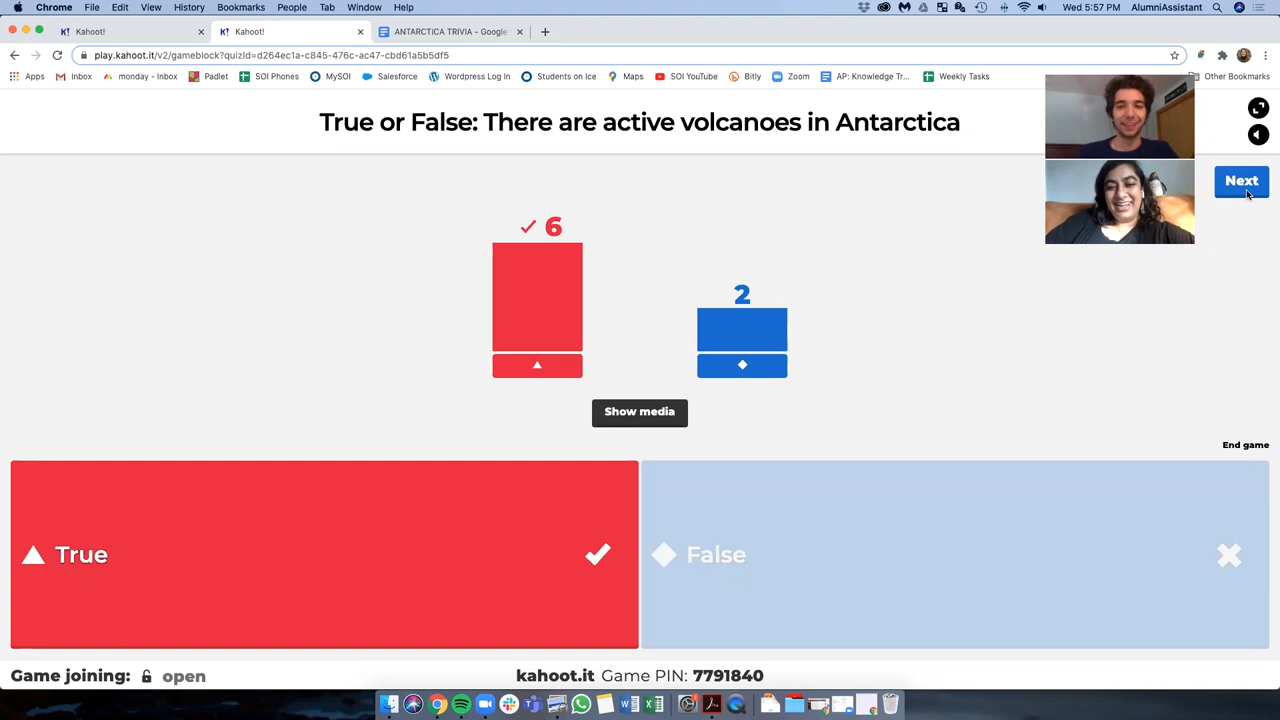 Chrome File Edit View History Bookmarks People Tab Window Help Wed 5:57 PM AlumniAssistant
Kahoot! Kahoot! ANTARCTICA TRIVIA - Google
play.kahoot.it/v2/gameblock?quizId=d264ec1a-c845-476c-ac47-cbd61a5b5df5
Apps Inbox monday - Inbox Padlet SOI Phones MySOI Salesforce Wordpress Log In Students on Ice Maps SOI YouTube Bitly Zoom AP: Knowledge Tr... Weekly Tasks Other Bookmarks
True or False: There are active volcanoes in Antarctica
Next
6
2
Show media
End game
True
False
Game joining: open kahoot.it Game PIN: 7791840